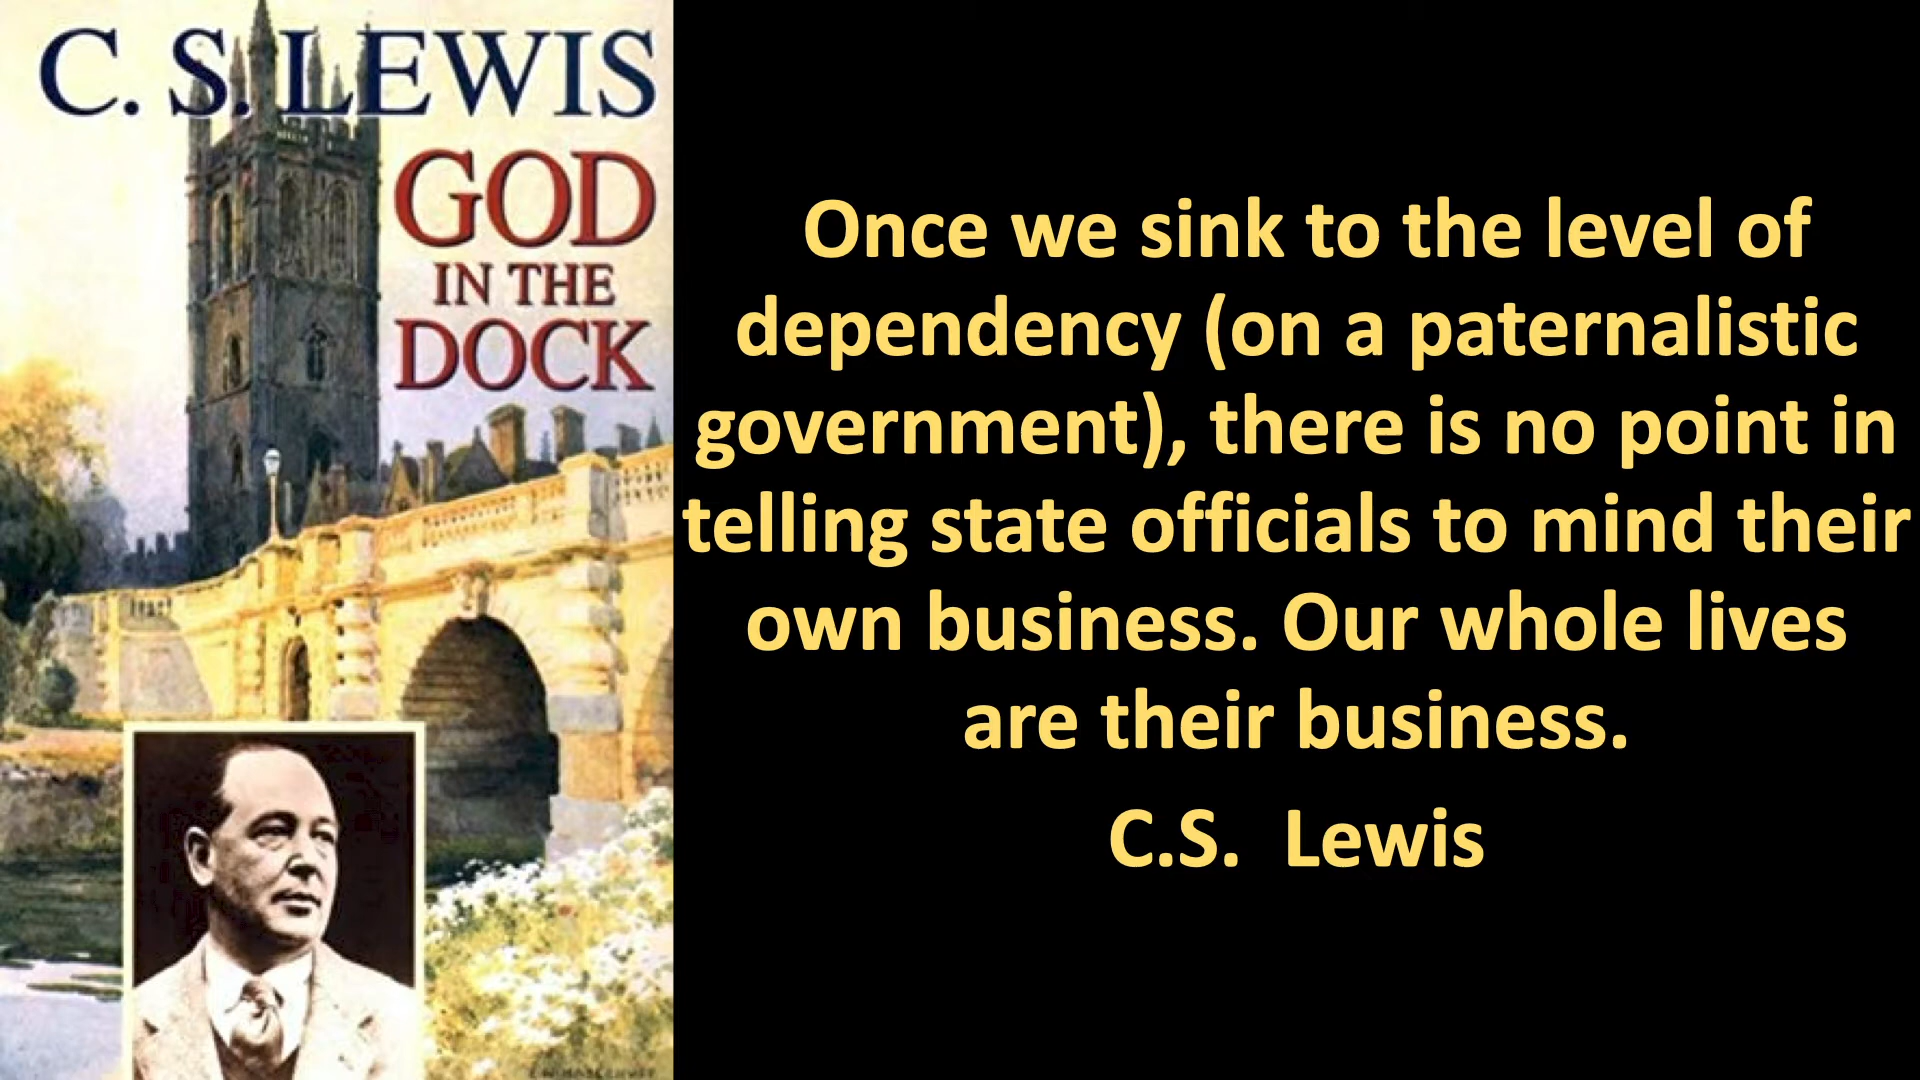 C. S. LEWIS
GOD
IN THE
DOCK
Once we sink to the level of
dependency (on a paternalistic
government), there is no point in
telling state officials to mind their
own business. Our whole lives
are their business.
C.S.  Lewis